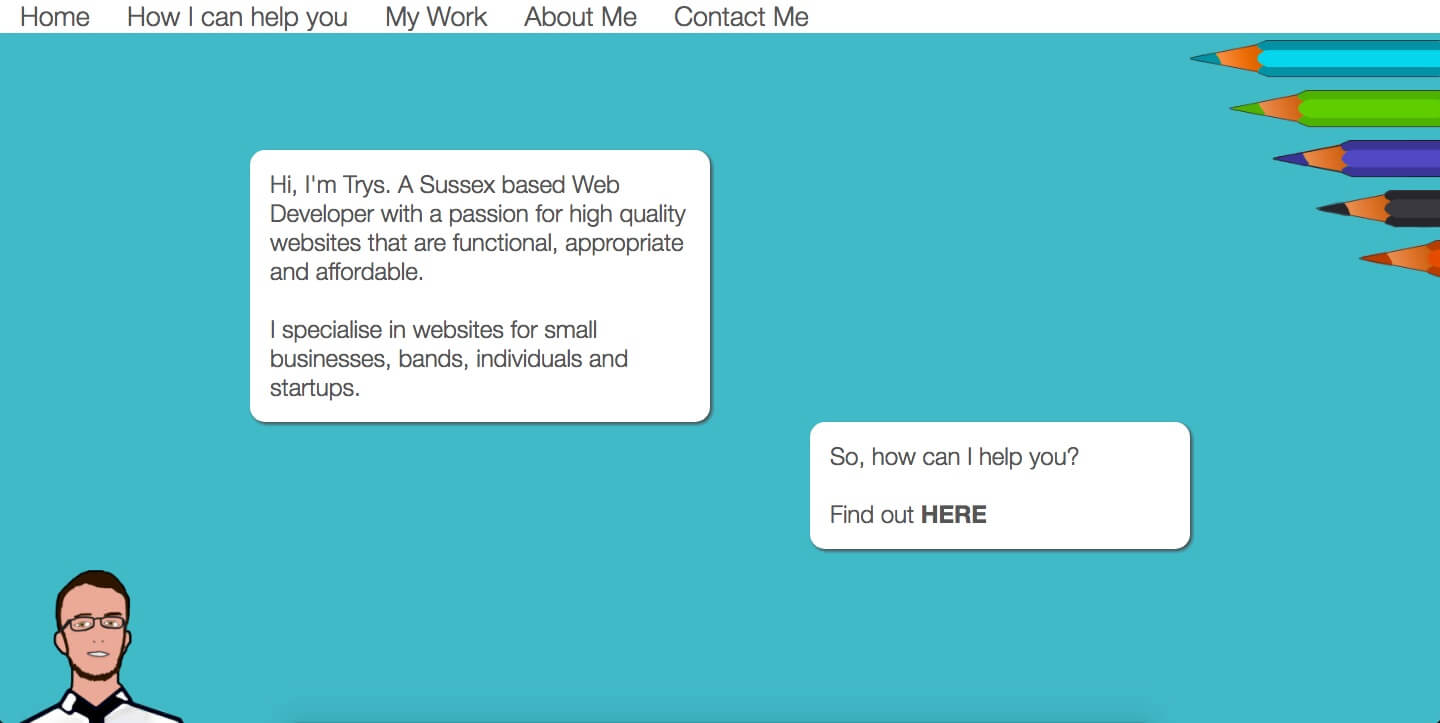 Home How I can help you My Work About Me Contact Me
Hi, I'm Trys. A Sussex based Web
Developer with a passion for high quality
websites that are functional, appropriate
and affordable.
I specialise in websites for small
businesses, bands, individuals and
startups.
So, how can I help you?
Find out HERE